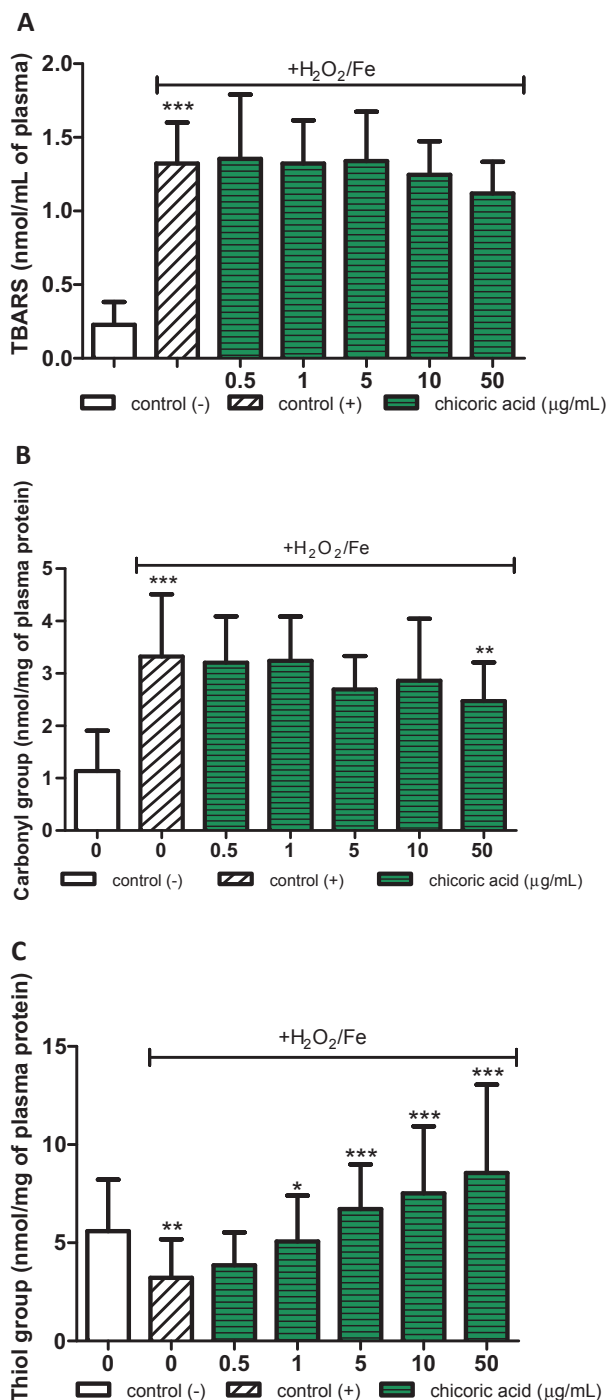 A
+H₂O₂/Fe
TBARS (nmol/mL of plasma)
2.0
1.5
1.0
0.5
0.0
***
0.5 1 5 10 50
control (-) control (+) chicoric acid (μg/mL)
B
+H₂O₂/Fe
Carbonyl group (nmol/mg of plasma protein)
5
4
3
2
1
0
***
**
0 0 0.5 1 5 10 50
control (-) control (+) chicoric acid (μg/mL)
C
+H₂O₂/Fe
Thiol group (nmol/mg of plasma protein)
15
10
5
0
**
*
***
***
***
0 0 0.5 1 5 10 50
control (-) control (+) chicoric acid (μg/mL)